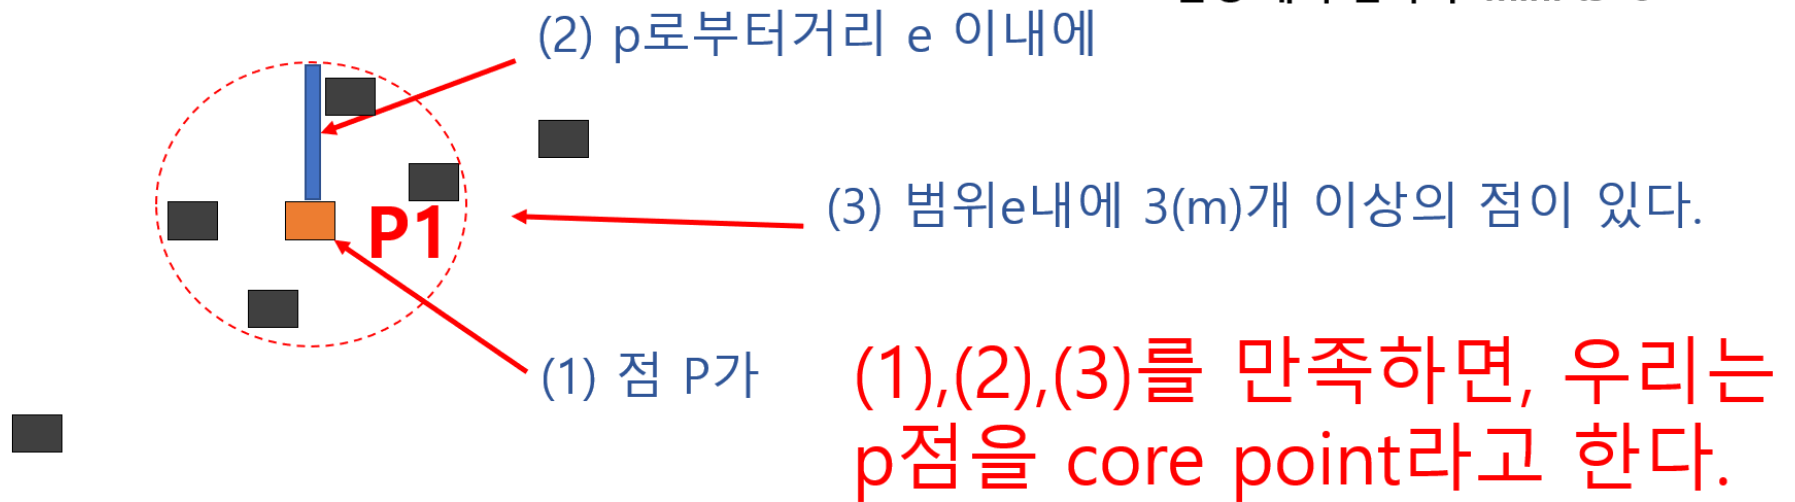 (2) p로부터거리 e 이내에
P1
(3) 범위e내에 3(m)개 이상의 점이 있다.
(1) 점 P가
(1),(2),(3)를 만족하면, 우리는
p점을 core point라고 한다.